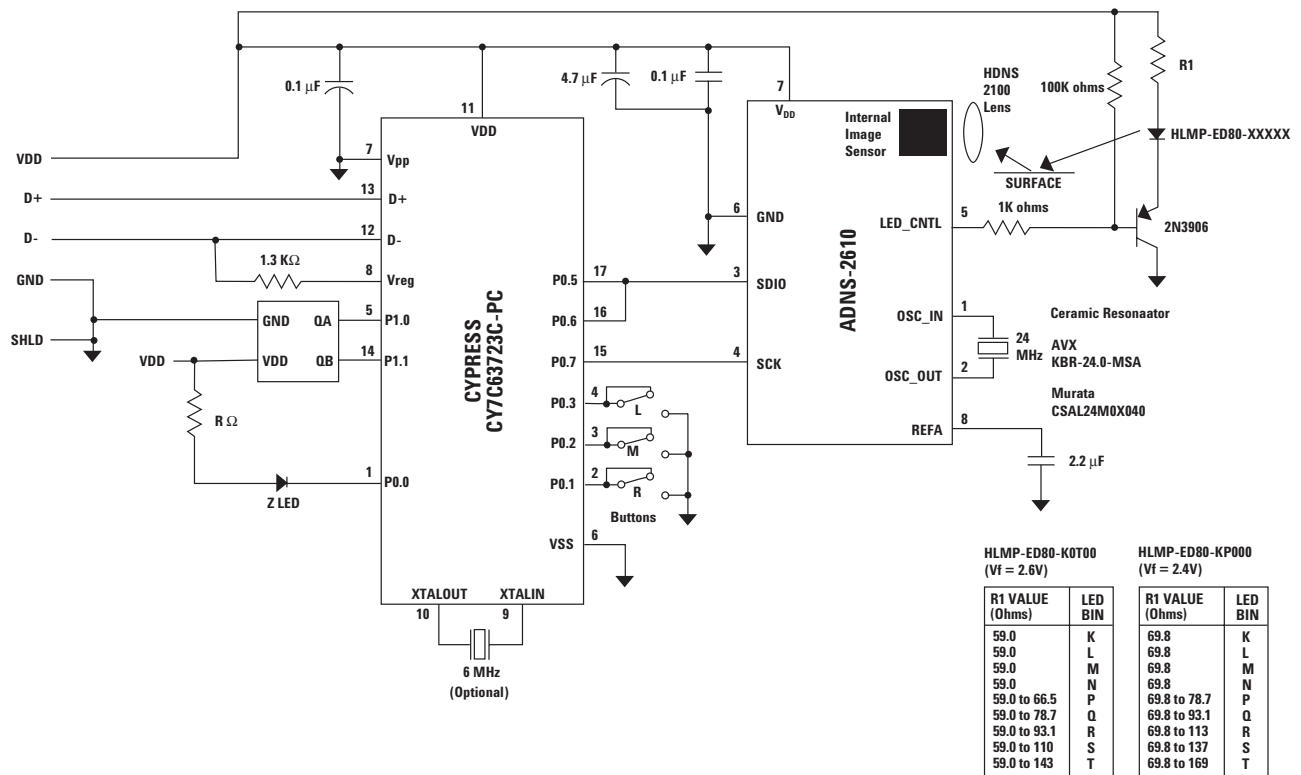 0.1 µF
4.7 µF
0.1 µF
11
VDD
7
VDD
Internal
Image
Sensor
HDNS
2100
Lens
100K ohms
R1
HLMP-ED80-XXXXX
SURFACE
1K ohms
2N3906
VDD
D+
D-
GND
SHLD
7
Vpp
13
D+
12
D-
1.3 KΩ
8
Vreg
GND
QA
5
P1.0
VDD
VDD
QB
14
P1.1
R Ω
Z LED
1
P0.0
CYPRESS
CY7C63723C-PC
P0.5
17
P0.6
16
P0.7
15
P0.3
4
L
P0.2
3
M
P0.1
2
R
Buttons
VSS
6
XTALOUT
XTALIN
10
9
6 MHz
(Optional)
6
GND
3
SDIO
4
SCK
ADNS-2610
LED_CNTL
5
OSC_IN
1
24
MHz
OSC_OUT
2
REFA
8
2.2 µF
Ceramic Resonaator
AVX
KBR-24.0-MSA
Murata
CSAL24M0X040
HLMP-ED80-K0T00
(Vf = 2.6V)
R1 VALUE
(Ohms)
LED
BIN
59.0 K
59.0 L
59.0 M
59.0 N
59.0 to 66.5 P
59.0 to 78.7 Q
59.0 to 93.1 R
59.0 to 110 S
59.0 to 143 T
HLMP-ED80-KP000
(Vf = 2.4V)
R1 VALUE
(Ohms)
LED
BIN
69.8 K
69.8 L
69.8 M
69.8 N
69.8 to 78.7 P
69.8 to 93.1 Q
69.8 to 113 R
69.8 to 137 S
69.8 to 169 T